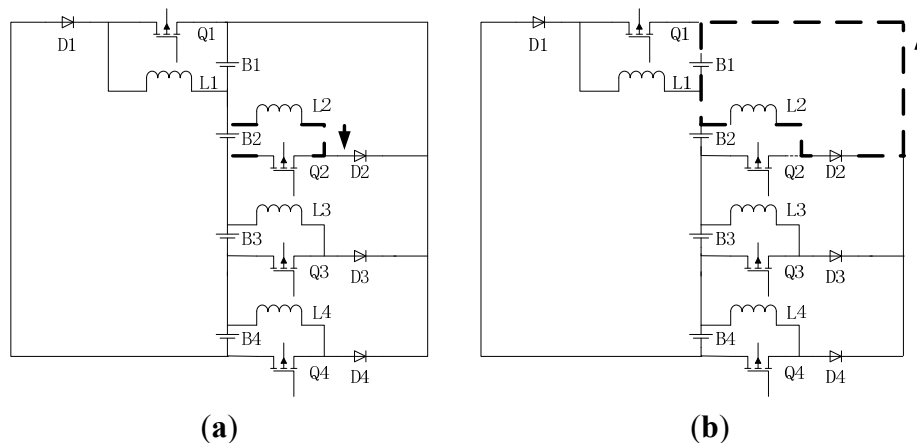 D1 Q1 D1 Q1
B1 B1
L1 L1
L2 L2
B2 B2
Q2 D2 Q2 D2
L3 L3
B3 B3
Q3 D3 Q3 D3
L4 L4
B4 B4
Q4 D4 Q4 D4
(a) (b)